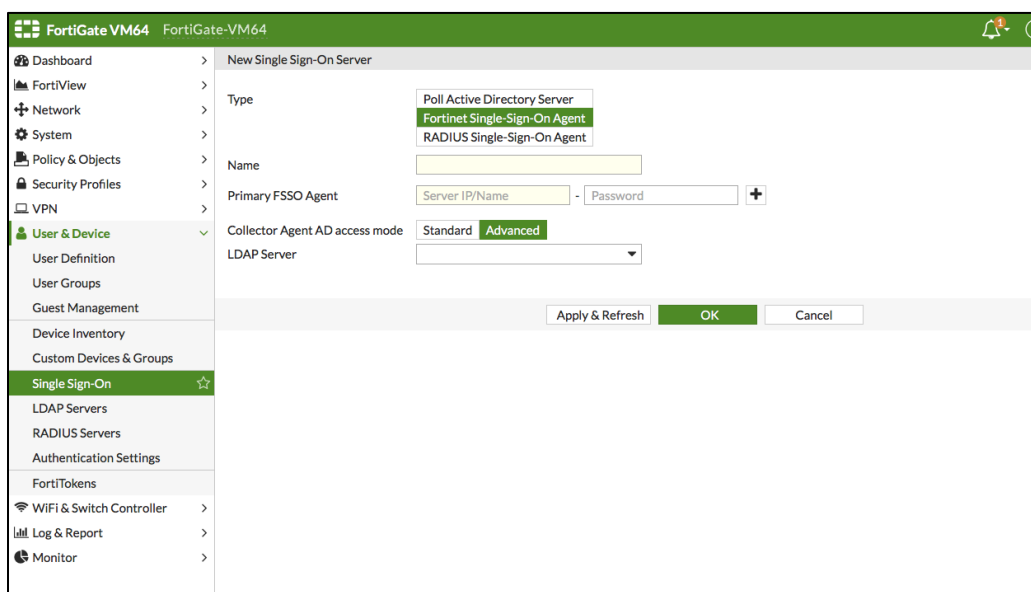 FortiGate VM64 FortiGate-VM64
1
Dashboard
FortiView
Network
System
Policy & Objects
Security Profiles
VPN
User & Device
User Definition
User Groups
Guest Management
Device Inventory
Custom Devices & Groups
Single Sign-On
LDAP Servers
RADIUS Servers
Authentication Settings
FortiTokens
WiFi & Switch Controller
Log & Report
Monitor
New Single Sign-On Server
Type
Poll Active Directory Server
Fortinet Single-Sign-On Agent
RADIUS Single-Sign-On Agent
Name
Primary FSSO Agent Server IP/Name - Password
Collector Agent AD access mode Standard Advanced
LDAP Server
Apply & Refresh OK Cancel